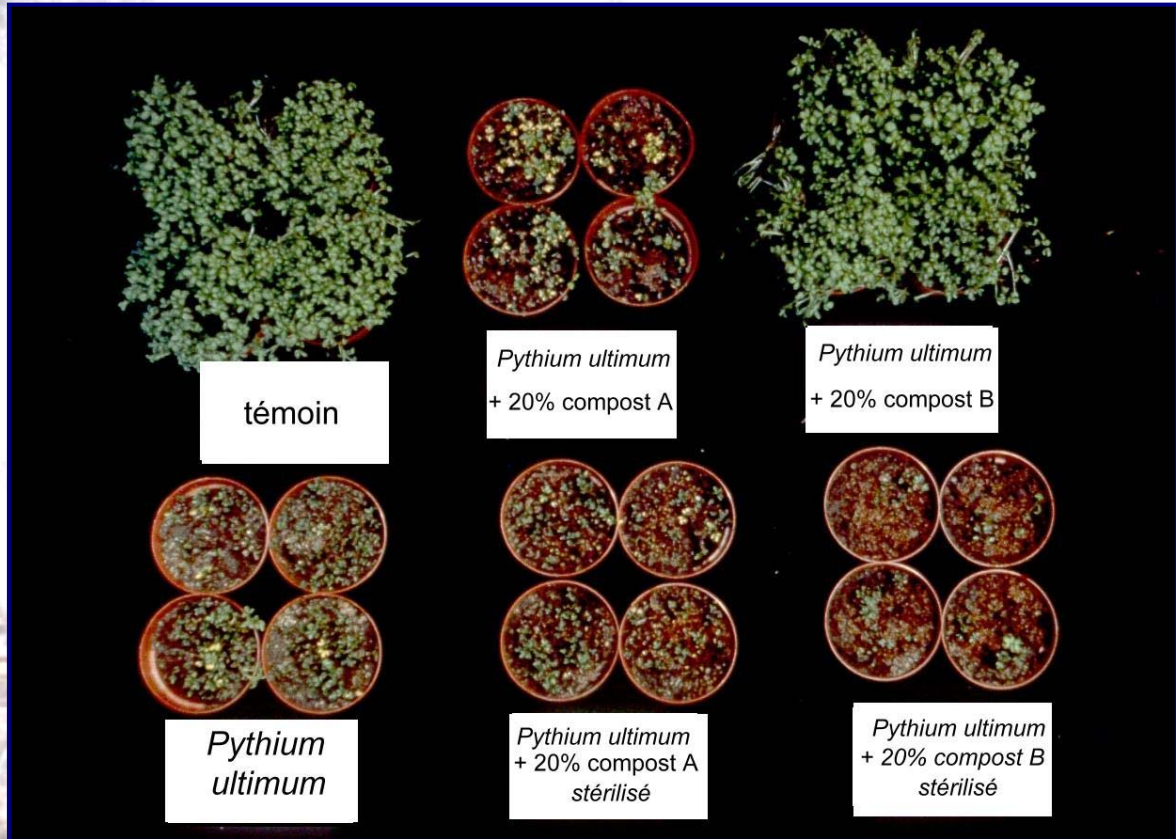 témoin
Pythium ultimum
+ 20% compost A
Pythium ultimum
+ 20% compost B
Pythium
ultimum
Pythium ultimum
+ 20% compost A
stérilisé
Pythium ultimum
+ 20% compost B
stérilisé